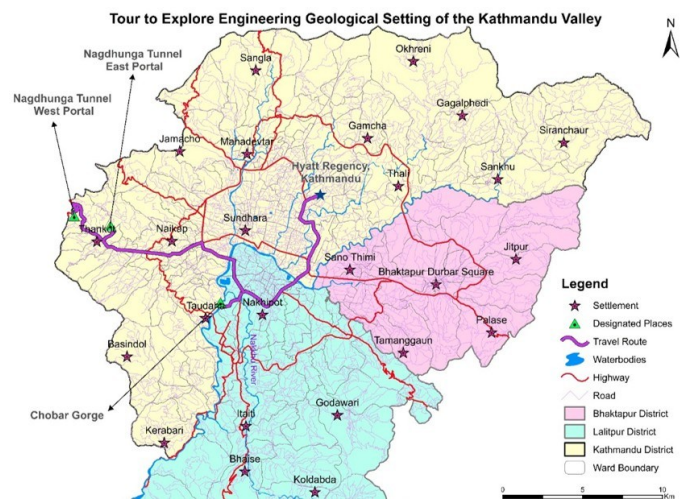 Tour to Explore Engineering Geological Setting of the Kathmandu Valley
N
Nagdhunga Tunnel
East Portal
Nagdhunga Tunnel
West Portal
Sangla
Okhreni
Gagalphedi
Siranchaur
Jamacho
Mahadevtar
Gamcha
Hyatt Regency,
Kathmandu
Thali
Sankhu
Thankot
Naikap
Sundhara
Sano Thimi
Jitpur
Bhaktapur Durbar Square
Taudaha
Nakhipot
Palase
Basindol
Tamanggaun
Chobar Gorge
Itaiti
Godawari
Kerabari
Bhaise
Koldabda
Legend
Settlement
Designated Places
Travel Route
Waterbodies
Highway
Road
Bhaktapur District
Lalitpur District
Kathmandu District
Ward Boundary
0 5 10
Km